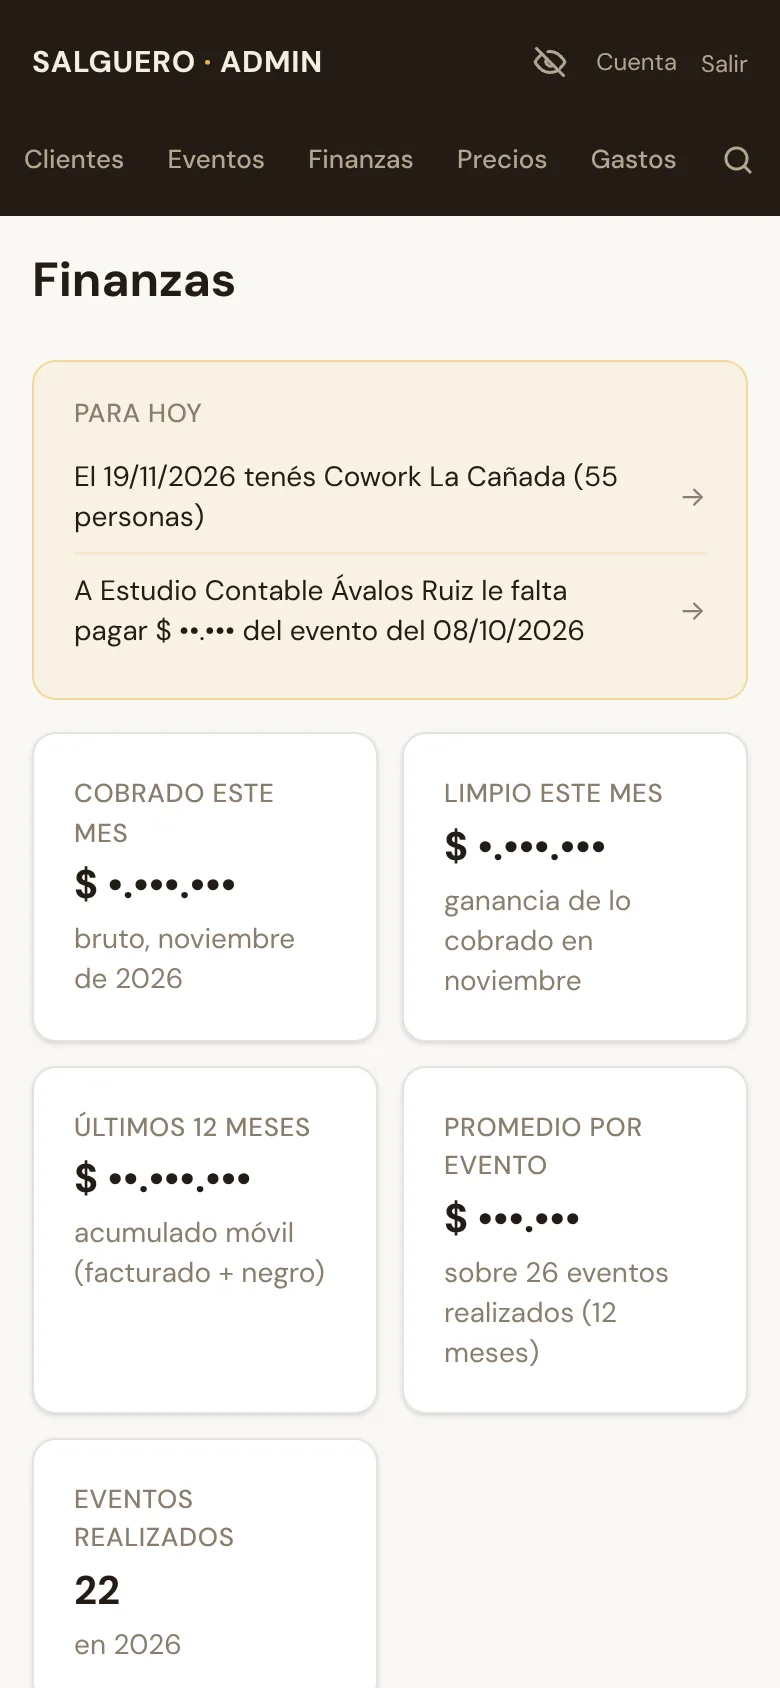 SALGUERO · ADMIN
Cuenta
Salir
Clientes
Eventos
Finanzas
Precios
Gastos
Finanzas
PARA HOY
El 19/11/2026 tenés Cowork La Cañada (55
personas)
→
A Estudio Contable Ávalos Ruiz le falta
pagar $ ••.••• del evento del 08/10/2026
→
COBRADO ESTE
MES
$ •.•••.•••
bruto, noviembre
de 2026
LIMPIO ESTE MES
$ •.•••.•••
ganancia de lo
cobrado en
noviembre
ÚLTIMOS 12 MESES
$ ••.•••.•••
acumulado móvil
(facturado + negro)
PROMEDIO POR
EVENTO
$ •••.•••
sobre 26 eventos
realizados (12
meses)
EVENTOS
REALIZADOS
22
en 2026